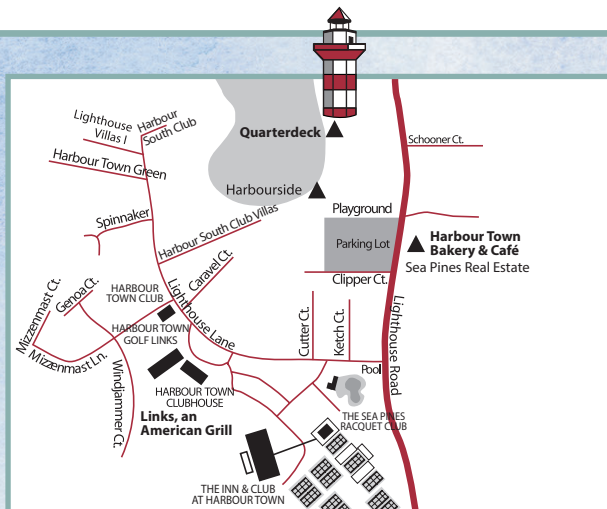 Lighthouse
Villas I
Harbour
South Club
Quarterdeck
Schooner Ct.
Harbour Town Green
Harbourside
Playground
Spinnaker
Parking Lot
Harbour Town
Bakery & Café
Sea Pines Real Estate
Harbour South Club Villas
Caravel Ct.
Clipper Ct.
Mizzenmast Ct.
Genoa Ct.
HARBOUR
TOWN CLUB
Lighthouse Lane
Lighthouse Road
Cutter Ct.
Ketch Ct.
HARBOUR TOWN
GOLF LINKS
Mizzenmast Ln.
Windjammer Ct.
Pool
HARBOUR TOWN
CLUBHOUSE
Links, an
American Grill
THE SEA PINES
RACQUET CLUB
THE INN & CLUB
AT HARBOUR TOWN